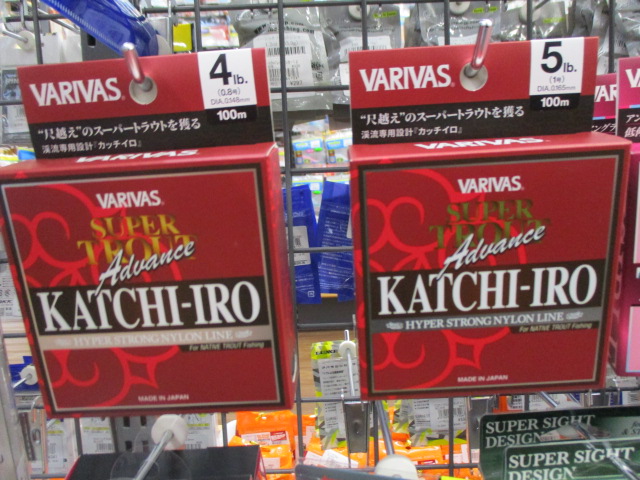 VARIVAS®
4lb.
(0.8号)
DIA.0.148mm
100m
"尺越え"のスーパートラウトを獲る
渓流専用設計『カッチイロ』
VARIVAS
VARIVAS®
SUPER
TROUT
Advance
KATCHI-IRO
HYPER STRONG NYLON LINE
For NATIVE TROUT Fishing
MADE IN JAPAN
VARIVAS®
5lb.
(1号)
DIA.0.165mm
100m
"尺越え"のスーパートラウトを獲る
渓流専用設計『カッチイロ』
VARIVAS
VARIVAS®
SUPER
TROUT
Advance
KATCHI-IRO
HYPER STRONG NYLON LINE
For NATIVE TROUT Fishing
MADE IN JAPAN
SUPER SIGHT
DESIGN
SUPER SIGHT
DESIGN